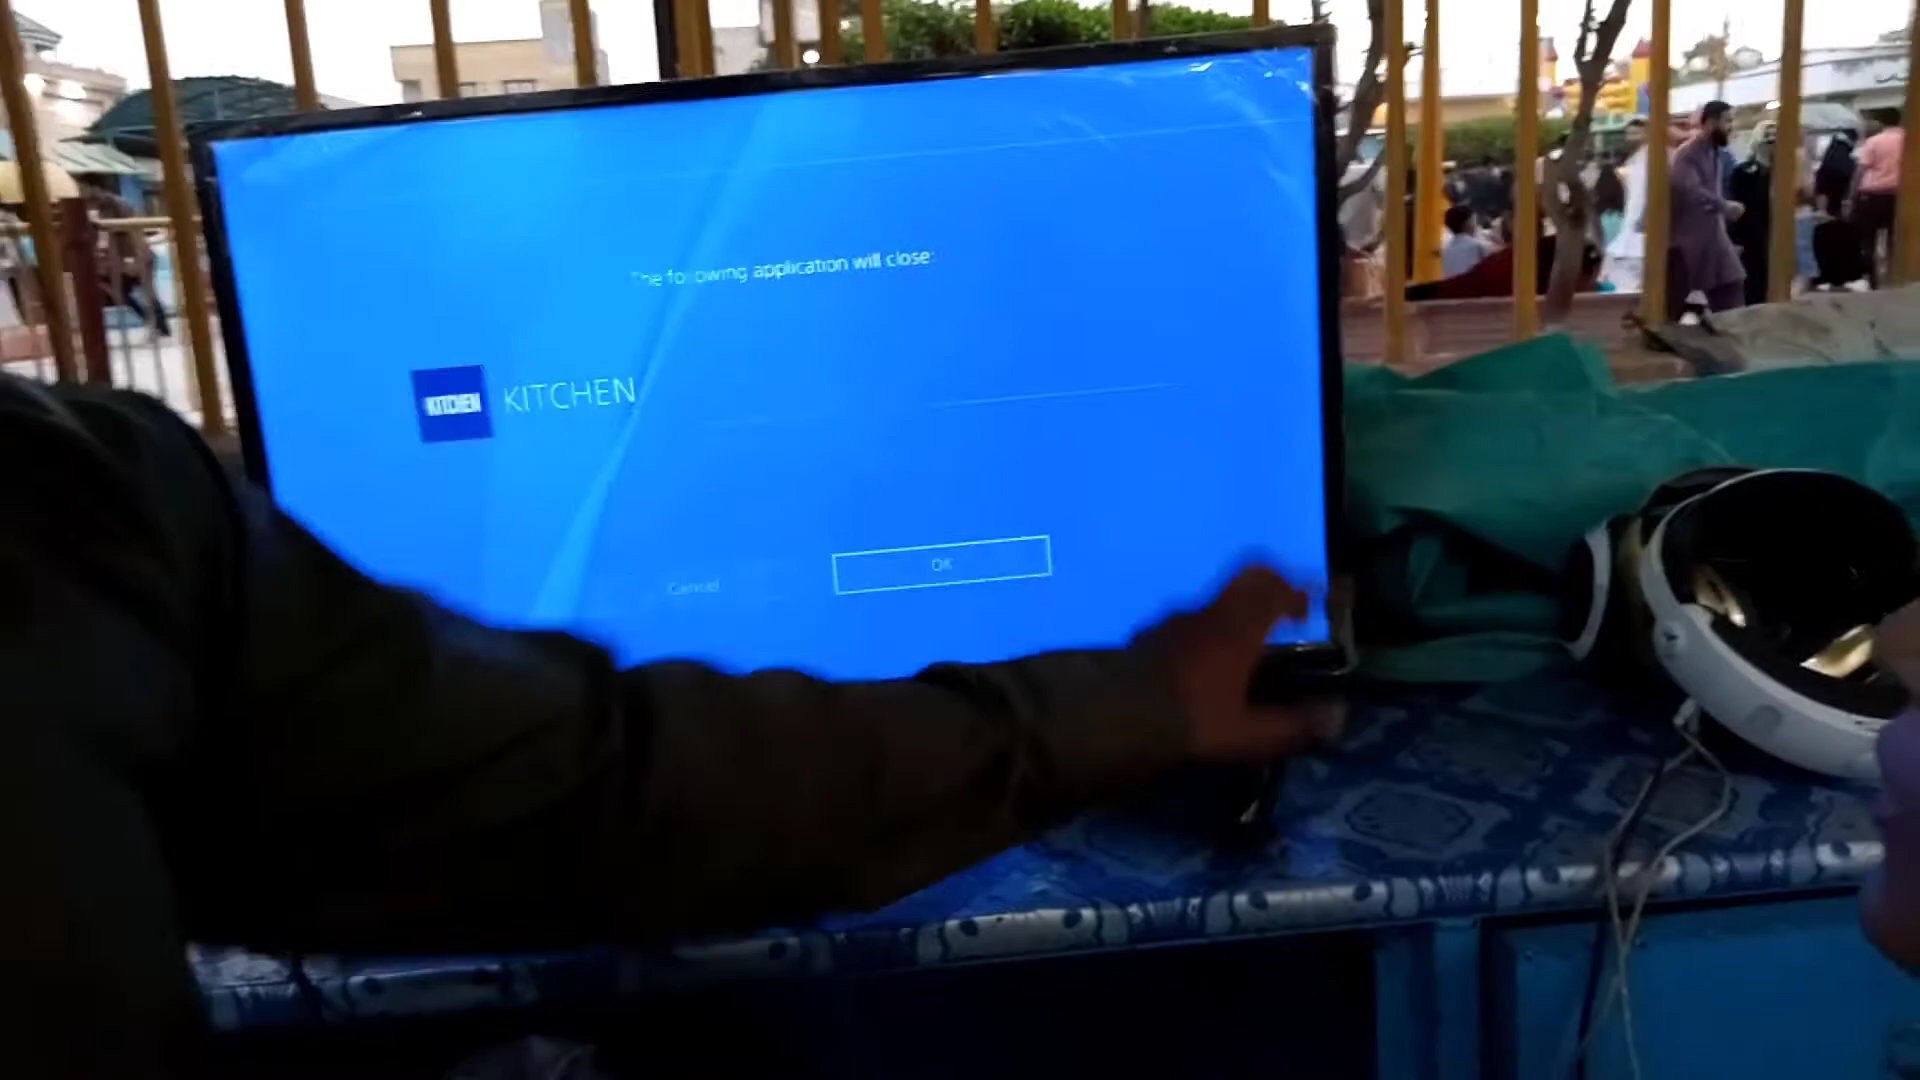 The following application will close:
KITCHEN
KITCHEN
Cancel
OK